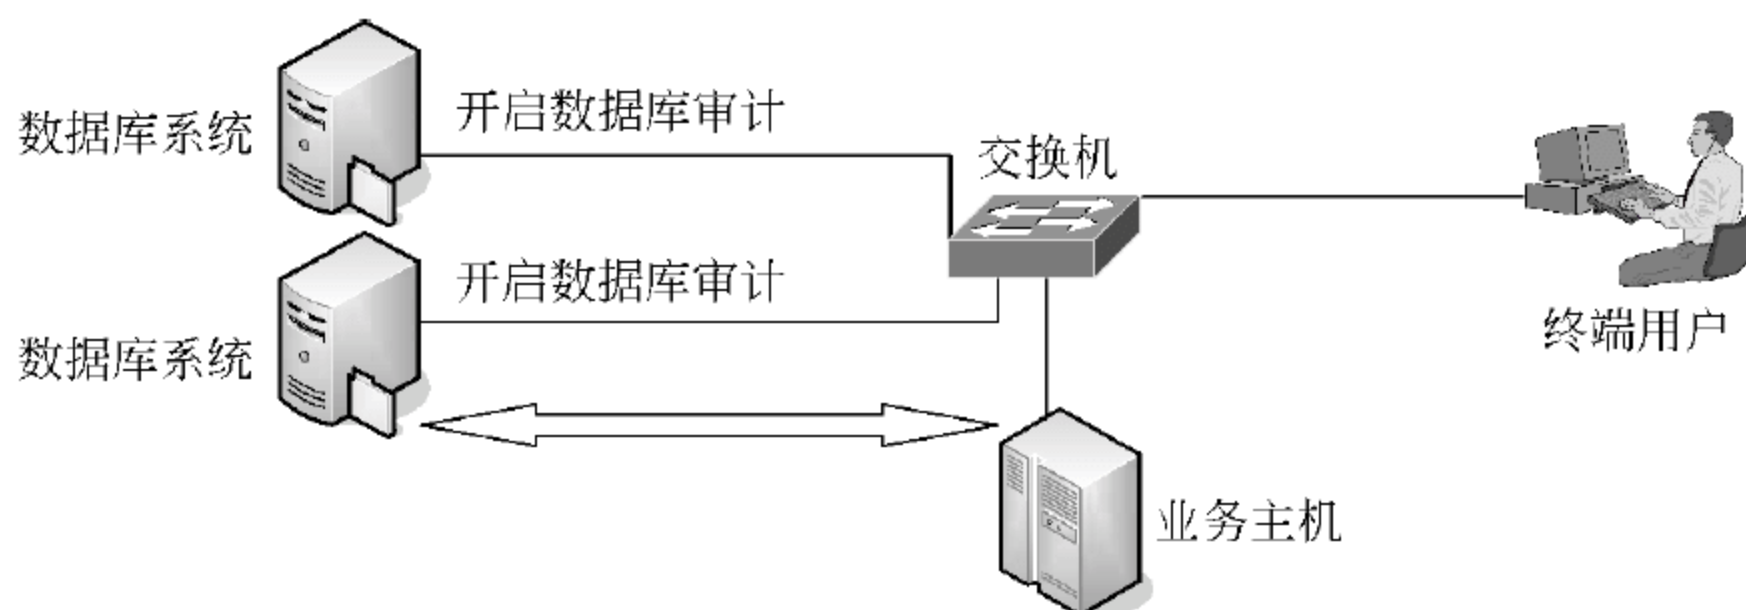 数据库系统
开启数据库审计
交换机
数据库系统
开启数据库审计
终端用户
业务主机